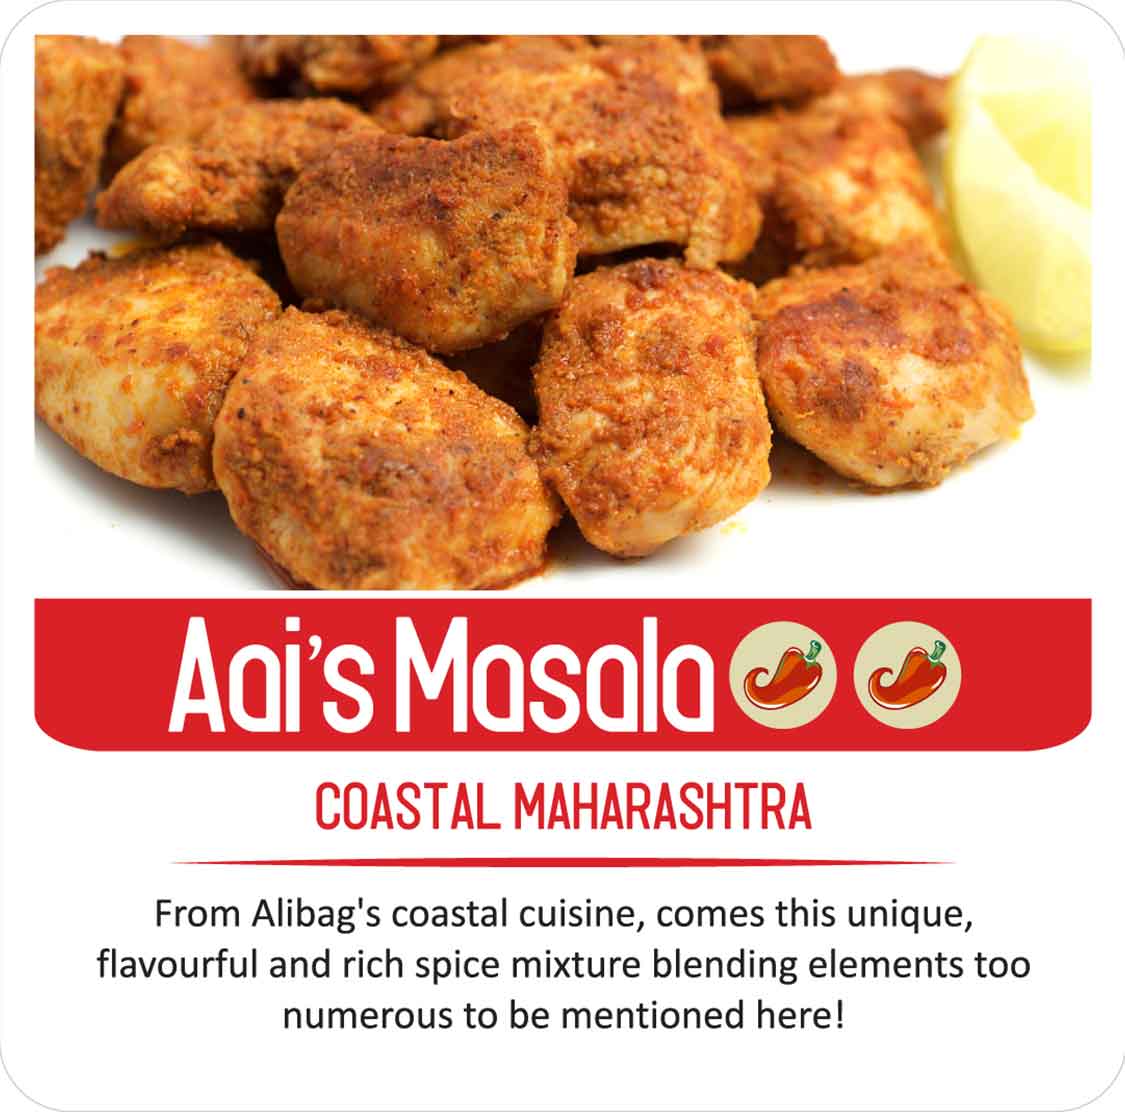 Aai's Masala
COASTAL MAHARASHTRA
From Alibag's coastal cuisine, comes this unique,
flavourful and rich spice mixture blending elements too
numerous to be mentioned here!